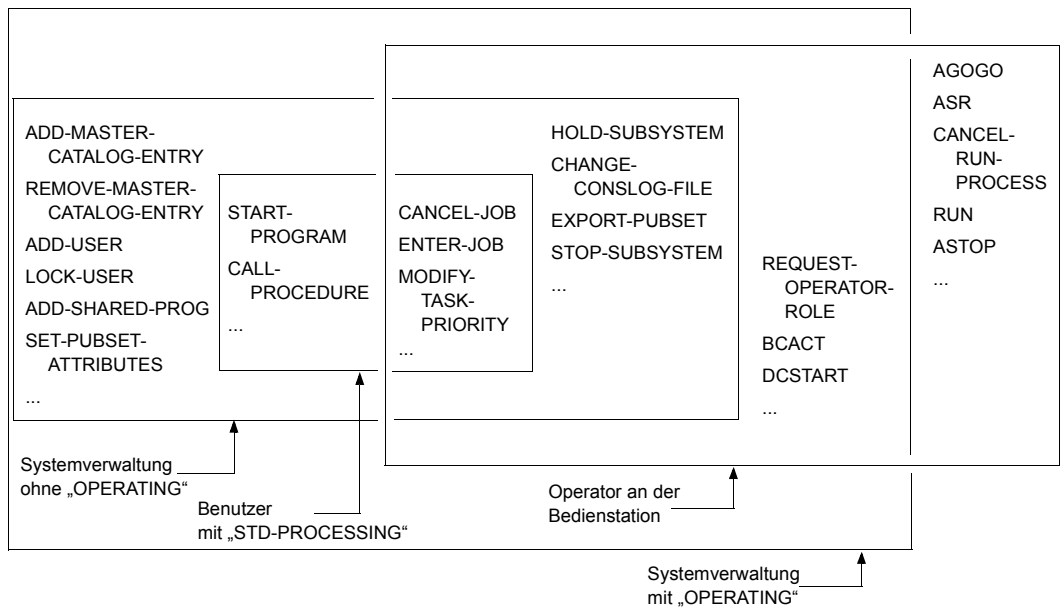 ADD-MASTER-
CATALOG-ENTRY
REMOVE-MASTER-
CATALOG-ENTRY
ADD-USER
LOCK-USER
ADD-SHARED-PROG
SET-PUBSET-
ATTRIBUTES
...
START-
PROGRAM
CALL-
PROCEDURE
...
CANCEL-JOB
ENTER-JOB
MODIFY-
TASK-
PRIORITY
...
HOLD-SUBSYSTEM
CHANGE-
CONSLOG-FILE
EXPORT-PUBSET
STOP-SUBSYSTEM
...
REQUEST-
OPERATOR-
ROLE
BCACT
DCSTART
...
AGOGO
ASR
CANCEL-
RUN-
PROCESS
RUN
ASTOP
...
Systemverwaltung
ohne „OPERATING“
Benutzer
mit „STD-PROCESSING“
Operator an der
Bedienstation
Systemverwaltung
mit „OPERATING“